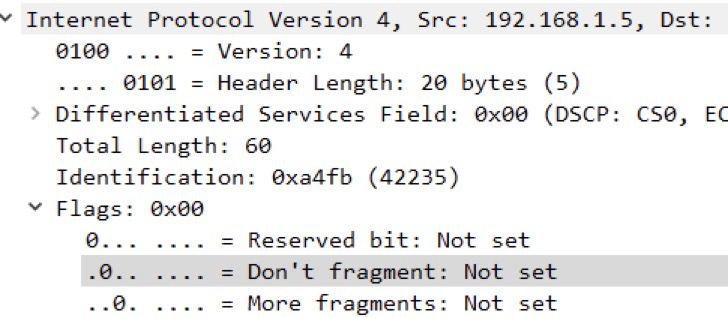 Internet Protocol Version 4, Src: 192.168.1.5, Dst:
0100 .... = Version: 4
.... 0101 = Header Length: 20 bytes (5)
Differentiated Services Field: 0x00 (DSCP: CS0, EC
Total Length: 60
Identification: 0xa4fb (42235)
Flags: 0x00
0... .... = Reserved bit: Not set
.0.. .... = Don't fragment: Not set
..0. .... = More fragments: Not set